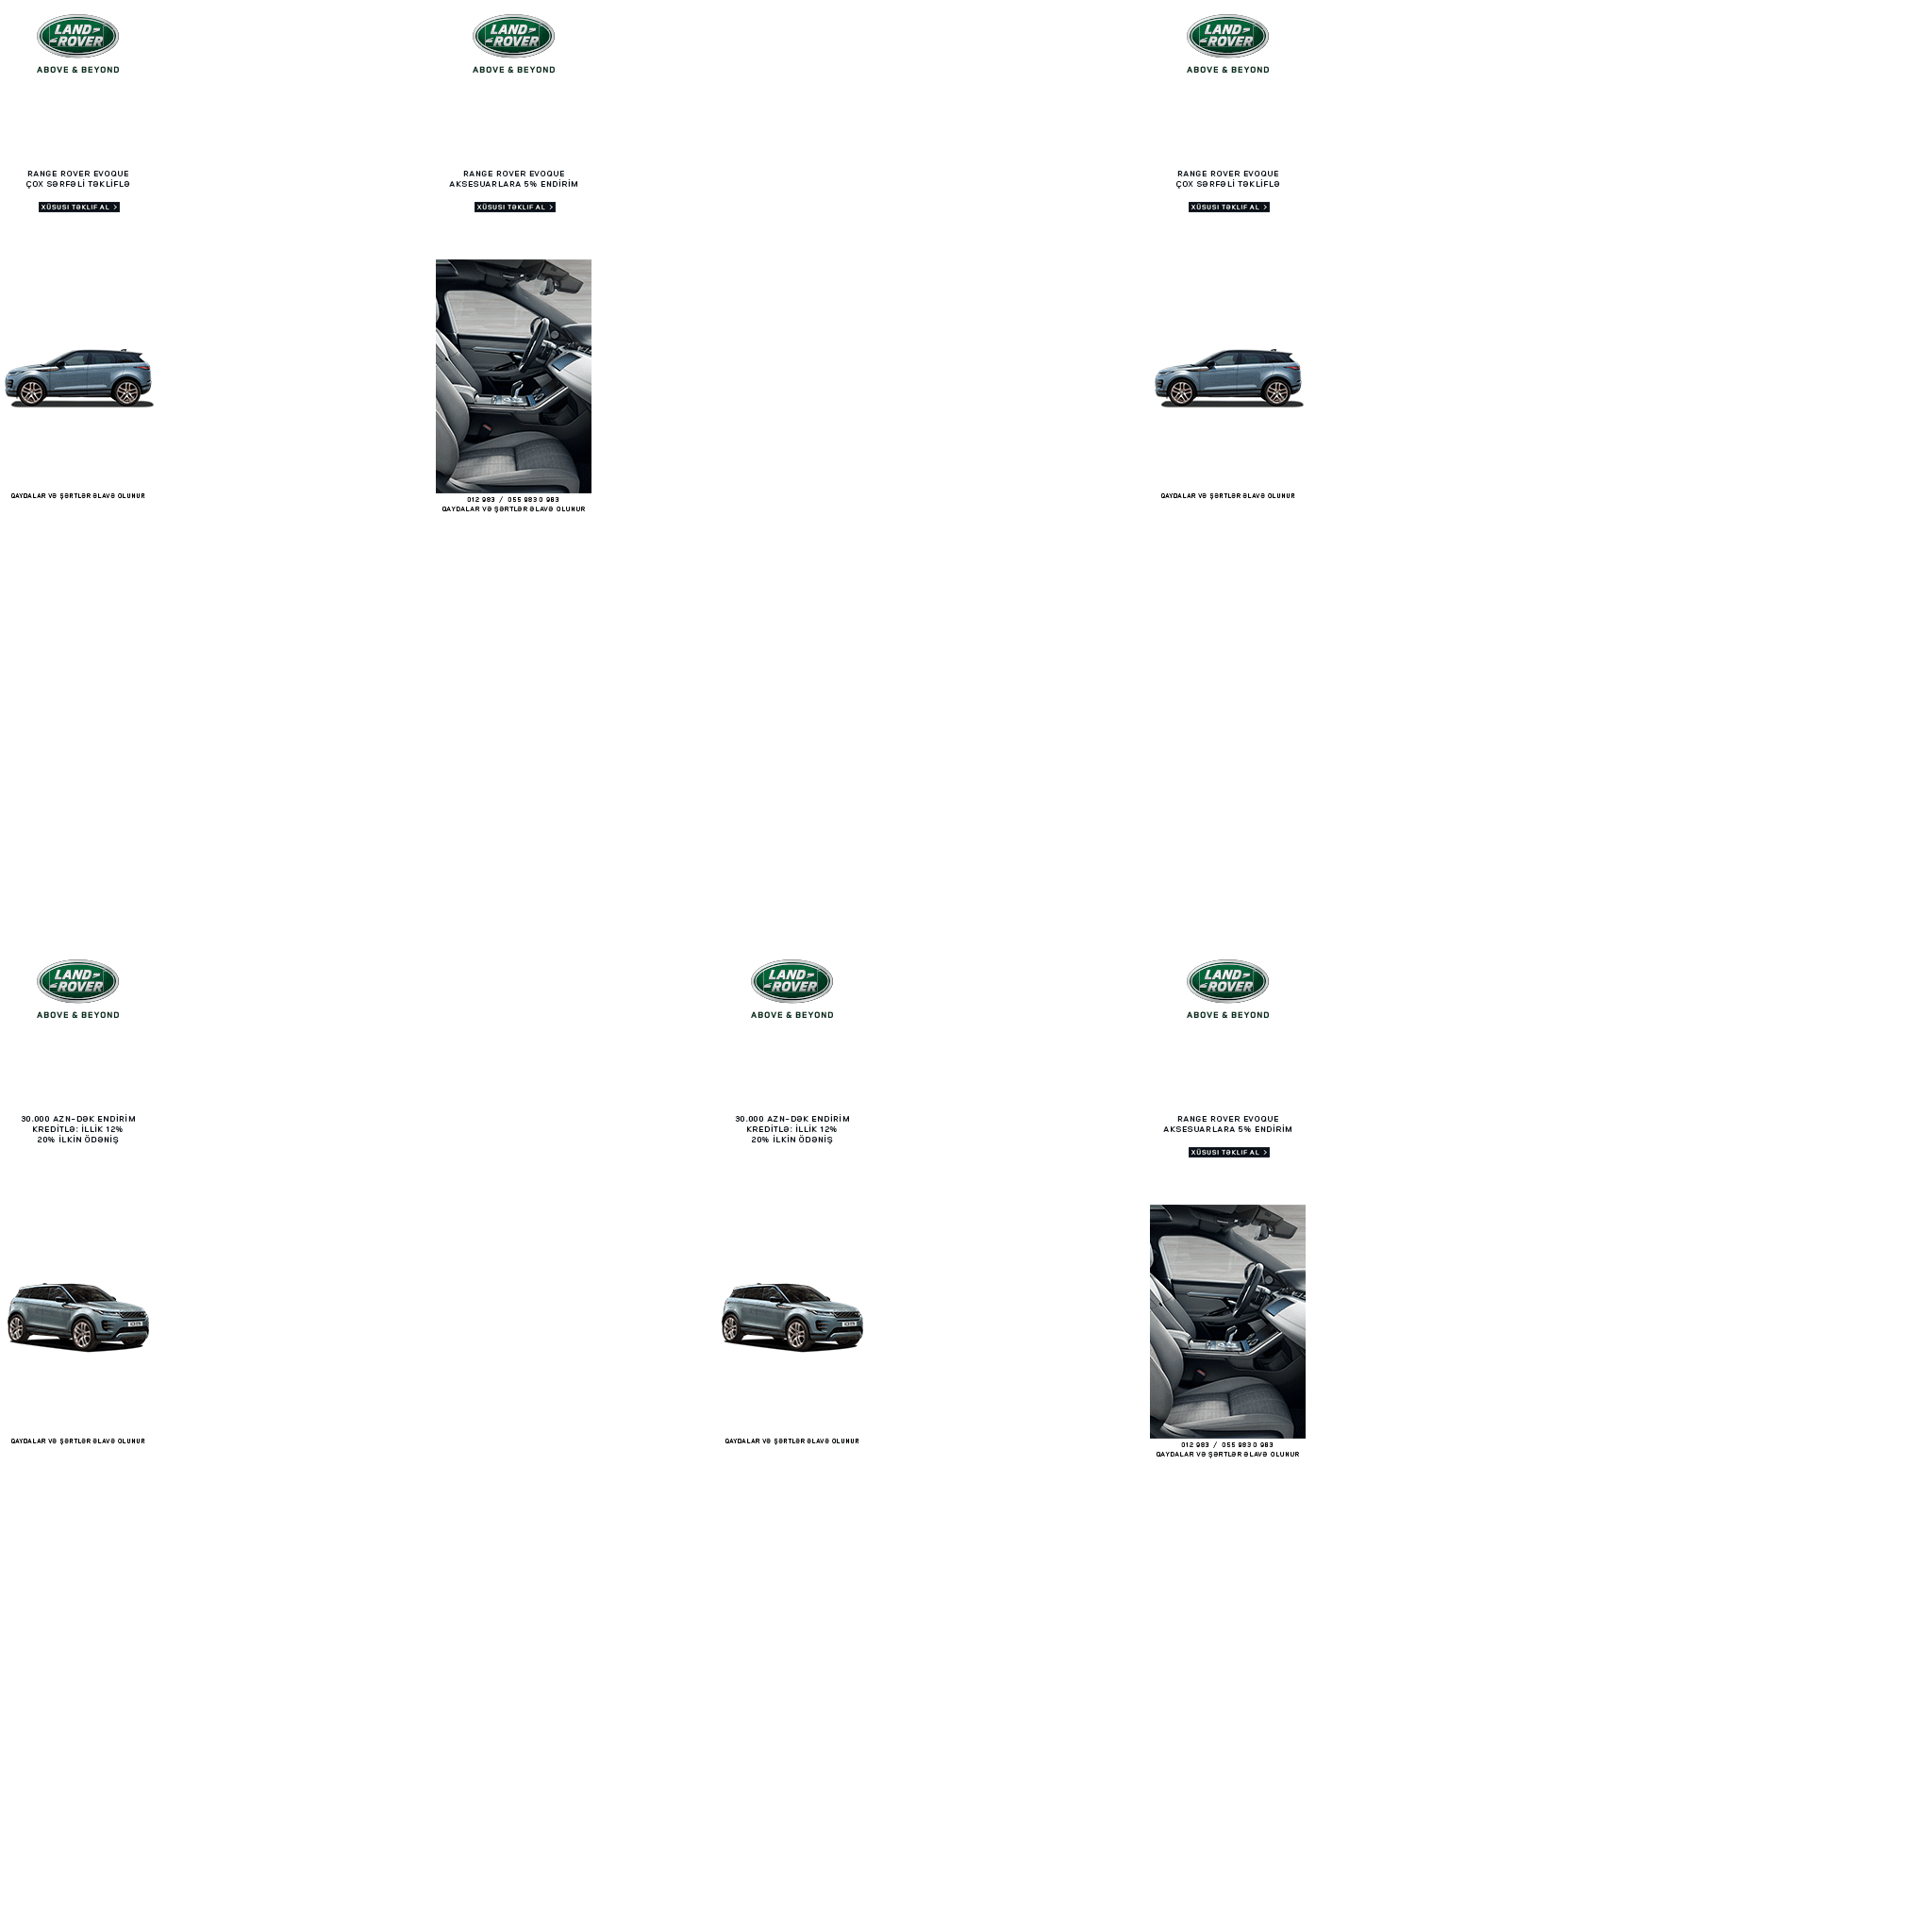 LAND
ROVER
ABOVE & BEYOND
RANGE ROVER EVOQUE
ÇOX SƏRFƏLİ TƏKLİFLƏ
XÜSUSI TƏKLIF AL >
QAYDALAR VƏ ŞƏRTLƏR ƏLAVƏ OLUNUR
LAND
ROVER
ABOVE & BEYOND
RANGE ROVER EVOQUE
AKSESUARLARA 5% ENDİRİM
XÜSUSI TƏKLIF AL >
012 983 / 055 983 0 983
QAYDALAR VƏ ŞƏRTLƏR ƏLAVƏ OLUNUR
LAND
ROVER
ABOVE & BEYOND
RANGE ROVER EVOQUE
ÇOX SƏRFƏLİ TƏKLİFLƏ
XÜSUSI TƏKLIF AL >
QAYDALAR VƏ ŞƏRTLƏR ƏLAVƏ OLUNUR
LAND
ROVER
ABOVE & BEYOND
30.000 AZN-DƏK ENDİRİM
KREDİTLƏ: İLLİK 12%
20% İLKİN ÖDƏNİŞ
QAYDALAR VƏ ŞƏRTLƏR ƏLAVƏ OLUNUR
LAND
ROVER
ABOVE & BEYOND
30.000 AZN-DƏK ENDİRİM
KREDİTLƏ: İLLİK 12%
20% İLKİN ÖDƏNİŞ
QAYDALAR VƏ ŞƏRTLƏR ƏLAVƏ OLUNUR
LAND
ROVER
ABOVE & BEYOND
RANGE ROVER EVOQUE
AKSESUARLARA 5% ENDİRİM
XÜSUSI TƏKLIF AL >
012 983 / 055 983 0 983
QAYDALAR VƏ ŞƏRTLƏR ƏLAVƏ OLUNUR